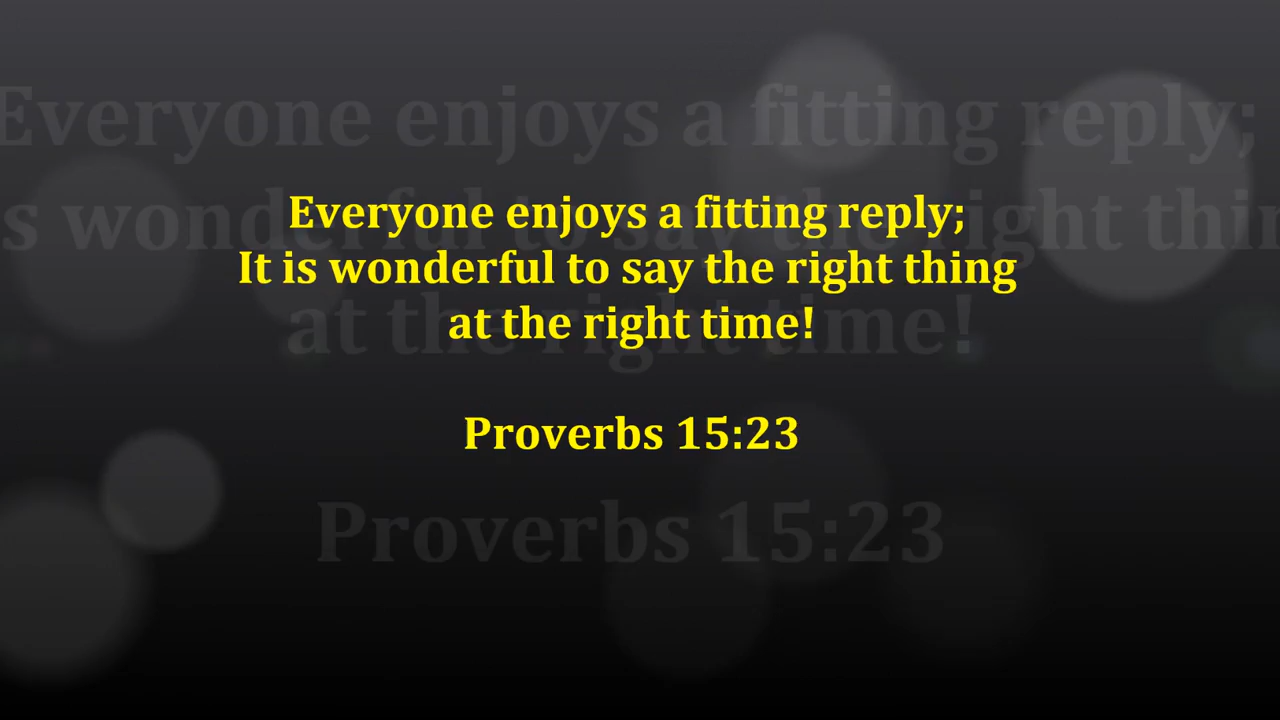 Everyone enjoys a fitting reply;
It is wonderful to say the right thing
at the right time!
Proverbs 15:23